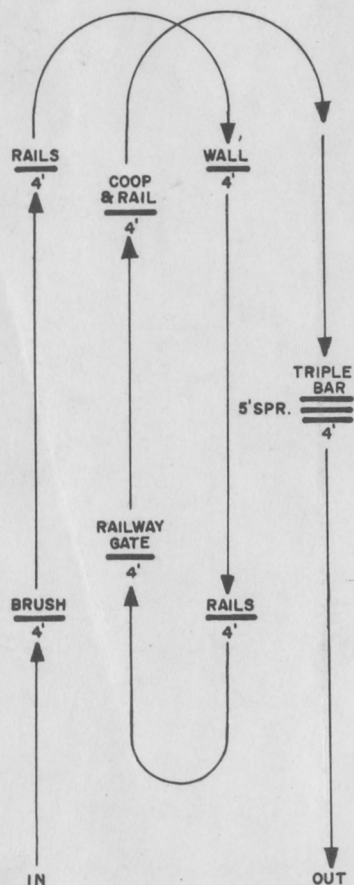 RAILS
4'
COOP
& RAIL
4'
WALL
4'
TRIPLE
BAR
5' SPR.
4'
RAILWAY
GATE
4'
BRUSH
4'
RAILS
4'
IN
OUT